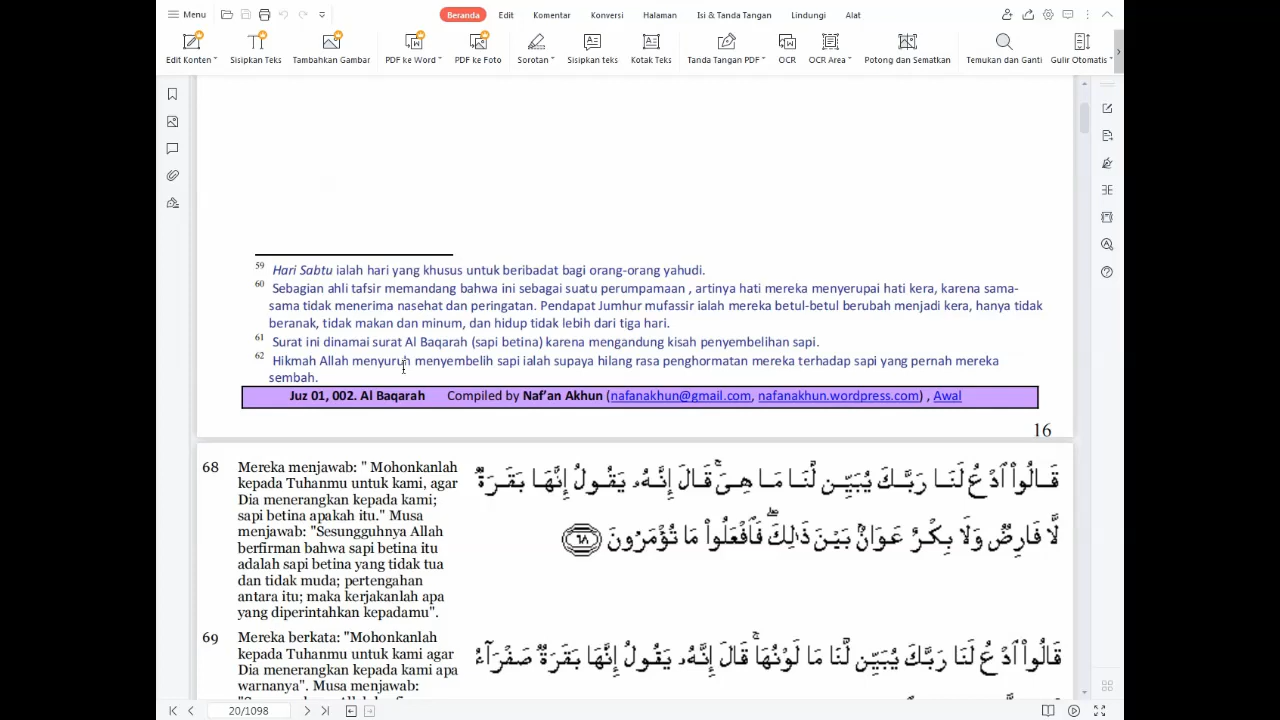 Menu
Beranda Edit Komentar Konversi Halaman Isi & Tanda Tangan Lindungi Alat
Edit Konten Sisipkan Teks Tambahkan Gambar PDF ke Word PDF ke Foto Sorotan Sisipkan teks Kotak Teks Tanda Tangan PDF OCR OCR Area Potong dan Sematkan Temukan dan Ganti Gulir Otomatis
59 Hari Sabtu ialah hari yang khusus untuk beribadat bagi orang-orang yahudi.
60 Sebagian ahli tafsir memandang bahwa ini sebagai suatu perumpamaan , artinya hati mereka menyerupai hati kera, karena sama-
sama tidak menerima nasehat dan peringatan. Pendapat Jumhur mufassir ialah mereka betul-betul berubah menjadi kera, hanya tidak
beranak, tidak makan dan minum, dan hidup tidak lebih dari tiga hari.
61 Surat ini dinamai surat Al Baqarah (sapi betina) karena mengandung kisah penyembelihan sapi.
62 Hikmah Allah menyuruh menyembelih sapi ialah supaya hilang rasa penghormatan mereka terhadap sapi yang pernah mereka
sembah.
Juz 01, 002. Al Baqarah Compiled by Naf'an Akhun (nafanakhun@gmail.com, nafanakhun.wordpress.com) , Awal
16
68 Mereka menjawab: " Mohonkanlah
kepada Tuhanmu untuk kami, agar
Dia menerangkan kepada kami;
sapi betina apakah itu." Musa
menjawab: "Sesungguhnya Allah
berfirman bahwa sapi betina itu
adalah sapi betina yang tidak tua
dan tidak muda; pertengahan
antara itu; maka kerjakanlah apa
yang diperintahkan kepadamu".
قَالُوا۟ ٱدْعُ لَنَا رَبَّكَ يُبَيِّن لَّنَا مَا هِىَ ۚ قَالَ إِنَّهُۥ يَقُولُ إِنَّهَا بَقَرَةٌ
لَّا فَارِضٌ وَلَا بِكْرٌ عَوَانٌۢ بَيْنَ ذَٰلِكَ ۖ فَٱفْعَلُوا۟ مَا تُؤْمَرُونَ ٦٨
69 Mereka berkata: "Mohonkanlah
kepada Tuhanmu untuk kami agar
Dia menerangkan kepada kami apa
warnanya". Musa menjawab:
قَالُوا۟ ٱدْعُ لَنَا رَبَّكَ يُبَيِّن لَّنَا مَا لَوْنُهَا ۚ قَالَ إِنَّهُۥ يَقُولُ إِنَّهَا بَقَرَةٌ صَفْرَآءُ
20/1098